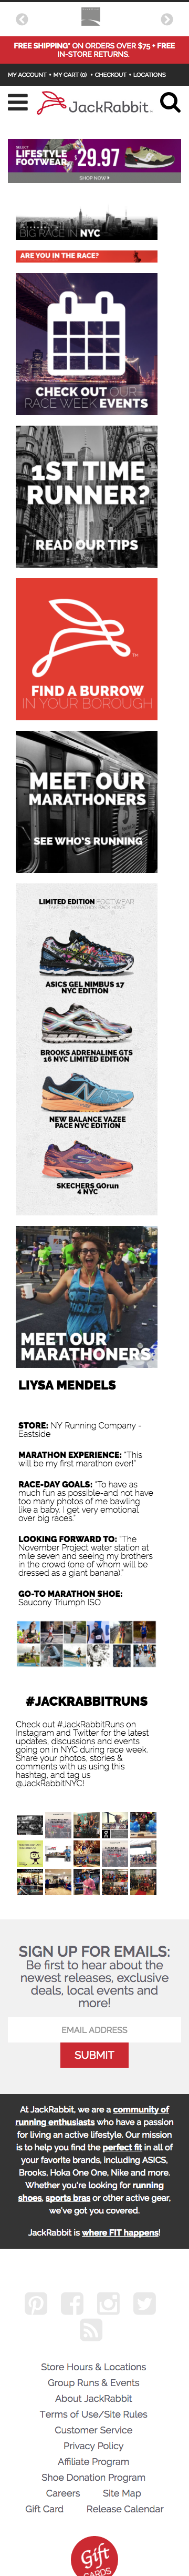 FREE SHIPPING* ON ORDERS OVER $75 + FREE
IN-STORE RETURNS.
MY ACCOUNT • MY CART (0) • CHECKOUT • LOCATIONS
JackRabbit
SELECT
LIFESTYLE
FOOTWEAR
$29.97
SHOP NOW
BIG RACE IN NYC
ARE YOU IN THE RACE?
CHECK OUT OUR
RACE WEEK EVENTS
1ST TIME
RUNNER?
READ OUR TIPS
FIND A BURROW
IN YOUR BOROUGH
MEET OUR
MARATHONERS
SEE WHO'S RUNNING
LIMITED EDITION FOOTWEAR
ASICS GEL NIMBUS 17
NYC EDITION
BROOKS ADRENALINE GTS
16 NYC LIMITED EDITION
NEW BALANCE VAZEE
PACE NYC EDITION
SKECHERS GOrun
4 NYC
MEET OUR
MARATHONERS
LIYSA MENDELS
STORE: NY Running Company -
Eastside
MARATHON EXPERIENCE: "This
will be my first marathon ever!"
RACE-DAY GOALS: "To have as
much fun as possible-and not have
too many photos of me bawling
like a baby. I get very emotional
over big races."
LOOKING FORWARD TO: "The
November Project water station at
mile seven and seeing my brothers
in the crowd (one of whom will be
dressed as a giant banana)."
GO-TO MARATHON SHOE:
Saucony Triumph ISO
#JACKRABBITRUNS
Check out #JackRabbitRuns on
Instagram and Twitter for the latest
updates, discussions and events
going on in NYC during race week.
Share your photos, stories &
comments with us using this
hashtag, and tag us
@JackRabbitNYC!
SIGN UP FOR EMAILS:
Be first to hear about the
newest releases, exclusive
deals, local events and
more!
EMAIL ADDRESS
SUBMIT
At JackRabbit, we are a community of
running enthusiasts who have a passion
for living an active lifestyle. Our mission
is to help you find the perfect fit in all of
your favorite brands, including ASICS,
Brooks, Hoka One One, Nike and more.
Whether you're looking for running
shoes, sports bras or other active gear,
we've got you covered.
JackRabbit is where FIT happens!
Store Hours & Locations
Group Runs & Events
About JackRabbit
Terms of Use/Site Rules
Customer Service
Privacy Policy
Affiliate Program
Shoe Donation Program
Careers Site Map
Gift Card Release Calendar
Gift
CARDS